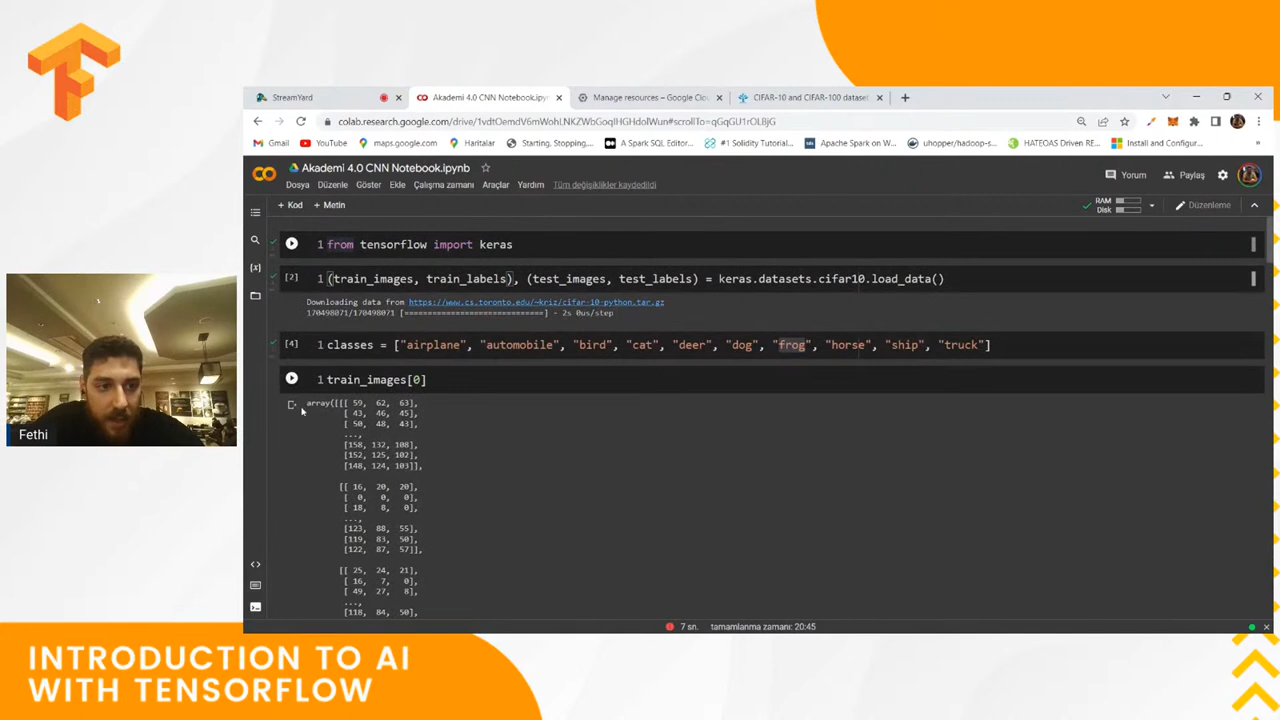 StreamYard
Akademi 4.0 CNN Notebook.ipynb
Manage resources – Google Clou
CIFAR-10 and CIFAR-100 dataset
colab.research.google.com/drive/1vdtOemdV6mWohLNKZWbGoqIHGHdolWun#scrollTo=qGqGU1rOL8jG
Gmail
YouTube
maps.google.com
Haritalar
Starting, Stopping,...
A Spark SQL Editor...
#1 Solidity Tutorial...
Apache Spark on W...
uhopper/hadoop-s...
HATEOAS Driven RE...
Install and Configur...
Akademi 4.0 CNN Notebook.ipynb
Yorum
Paylaş
Dosya Düzenle Göster Ekle Çalışma zamanı Araçlar Yardım Tüm değişiklikler kaydedildi
+ Kod + Metin
RAM
Disk
Düzenleme
1 from tensorflow import keras
[2] 1 (train_images, train_labels), (test_images, test_labels) = keras.datasets.cifar10.load_data()
Downloading data from https://www.cs.toronto.edu/~kriz/cifar-10-python.tar.gz
170498071/170498071 [==============================] - 2s 0us/step
[4] 1 classes = ["airplane", "automobile", "bird", "cat", "deer", "dog", "frog", "horse", "ship", "truck"]
1 train_images[0]
array([[[ 59, 62, 63],
[ 43, 46, 45],
[ 50, 48, 43],
...,
[158, 132, 108],
[152, 125, 102],
[148, 124, 103]],
[[ 16, 20, 20],
[ 0, 0, 0],
[ 18, 8, 0],
...,
[123, 88, 55],
[119, 83, 50],
[122, 87, 57]],
[[ 25, 24, 21],
[ 16, 7, 0],
[ 49, 27, 8],
...,
[118, 84, 50],
7 sn. tamamlanma zamanı: 20:45
Fethi
INTRODUCTION TO AI
WITH TENSORFLOW